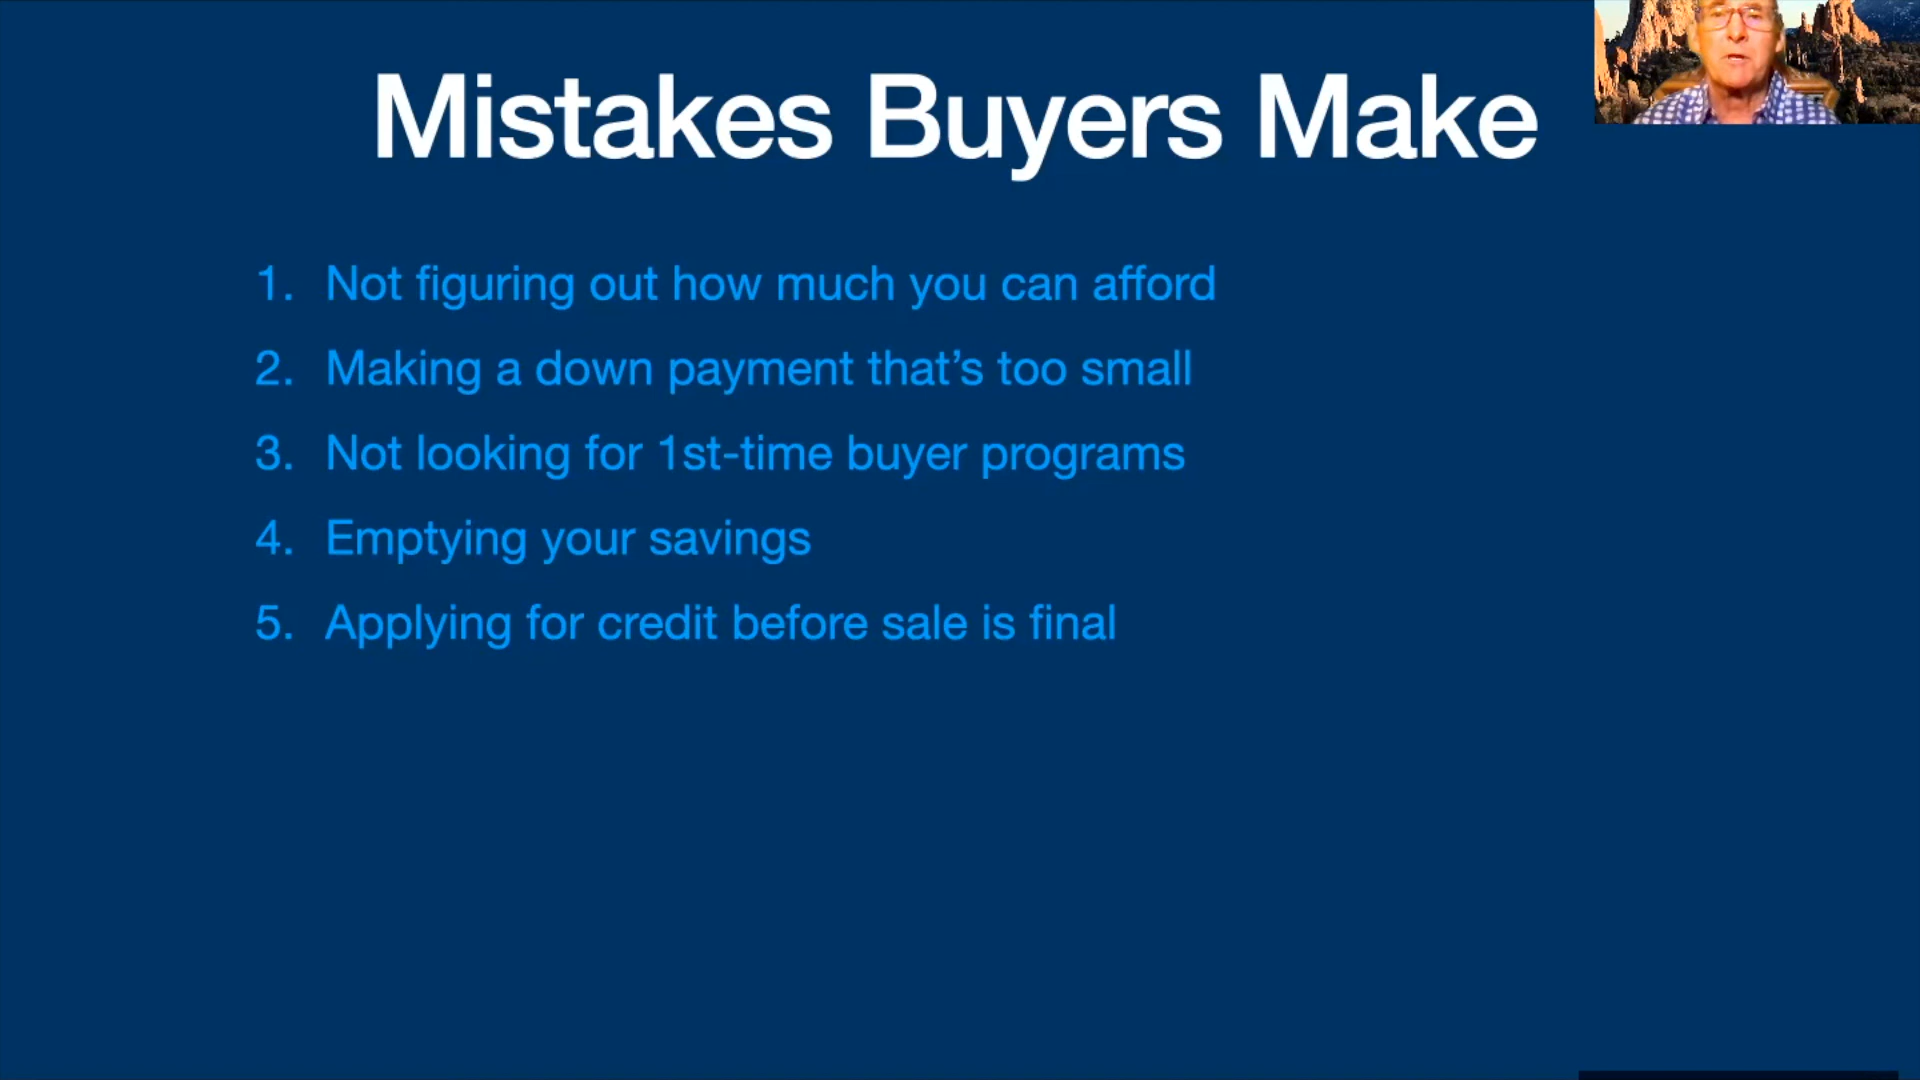 Mistakes Buyers Make
1. Not figuring out how much you can afford
2. Making a down payment that’s too small
3. Not looking for 1st-time buyer programs
4. Emptying your savings
5. Applying for credit before sale is final